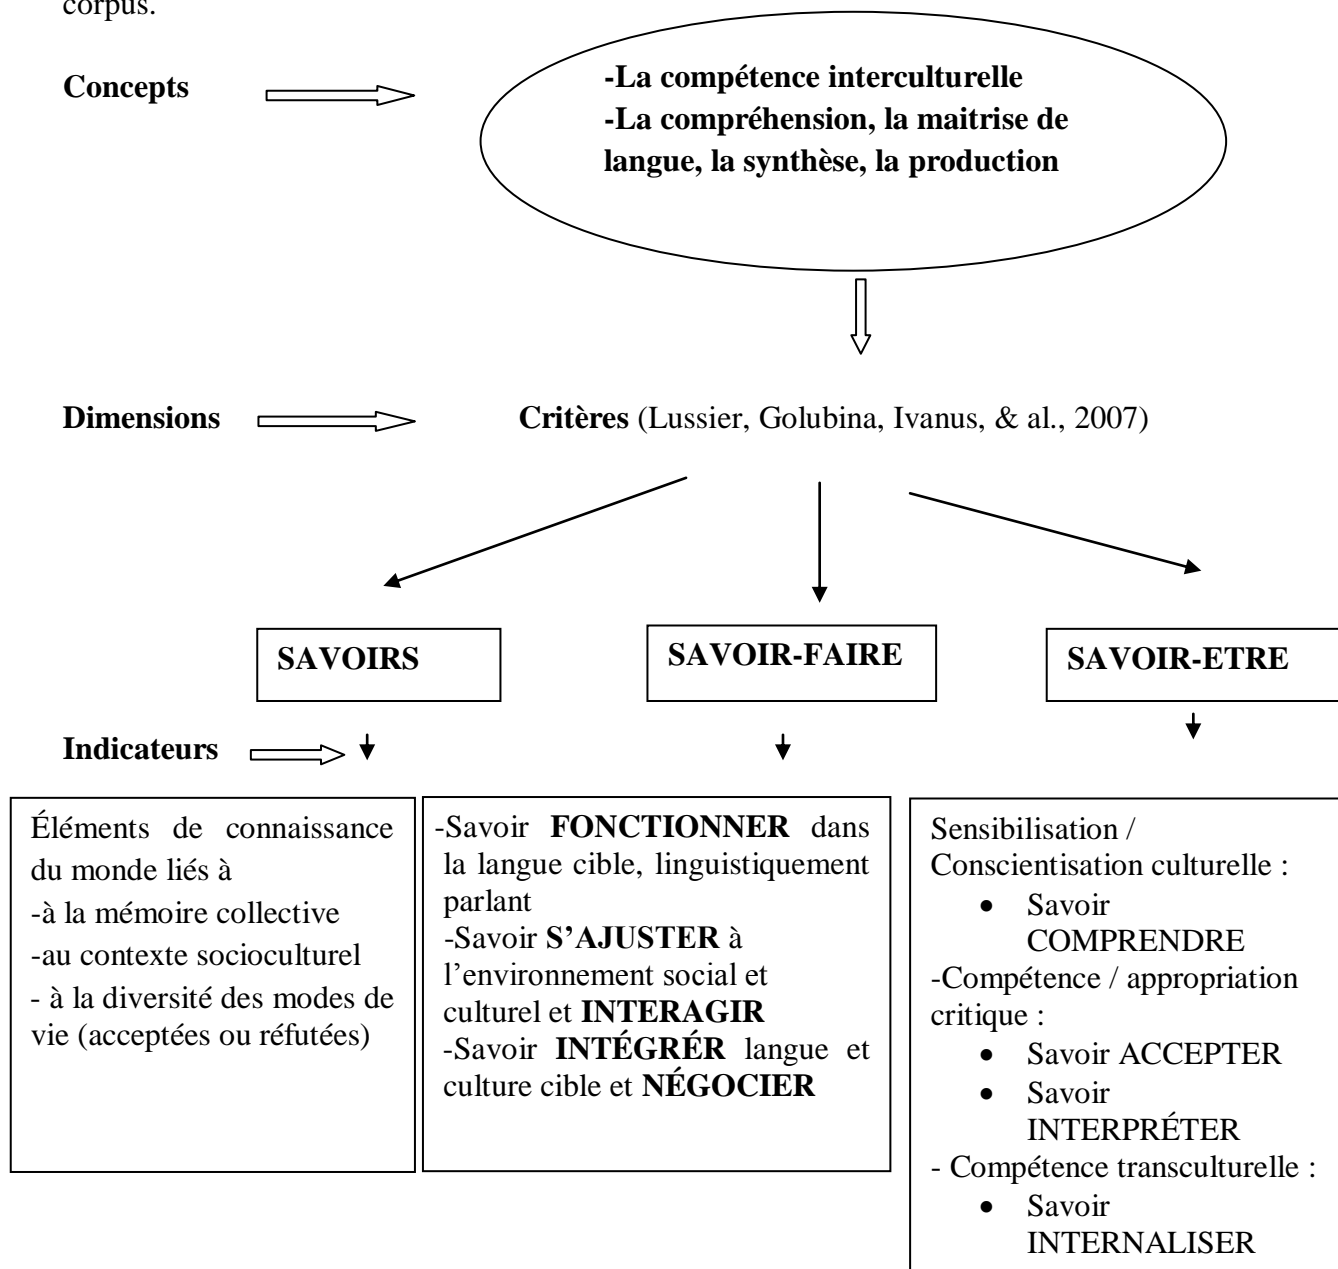 corpus.
Concepts
-La compétence interculturelle
-La compréhension, la maitrise de
langue, la synthèse, la production
Dimensions
Critères (Lussier, Golubina, Ivanus, & al., 2007)
SAVOIRS
SAVOIR-FAIRE
SAVOIR-ETRE
Indicateurs
Éléments de connaissance
du monde liés à
-à la mémoire collective
-au contexte socioculturel
- à la diversité des modes de
vie (acceptées ou réfutées)
-Savoir FONCTIONNER dans
la langue cible, linguistiquement
parlant
-Savoir S’AJUSTER à
l’environnement social et
culturel et INTERAGIR
-Savoir INTÉGRÉR langue et
culture cible et NÉGOCIER
Sensibilisation /
Conscientisation culturelle :
• Savoir
COMPRENDRE
-Compétence / appropriation
critique :
• Savoir ACCEPTER
• Savoir
INTERPRÉTER
- Compétence transculturelle :
• Savoir
INTERNALISER